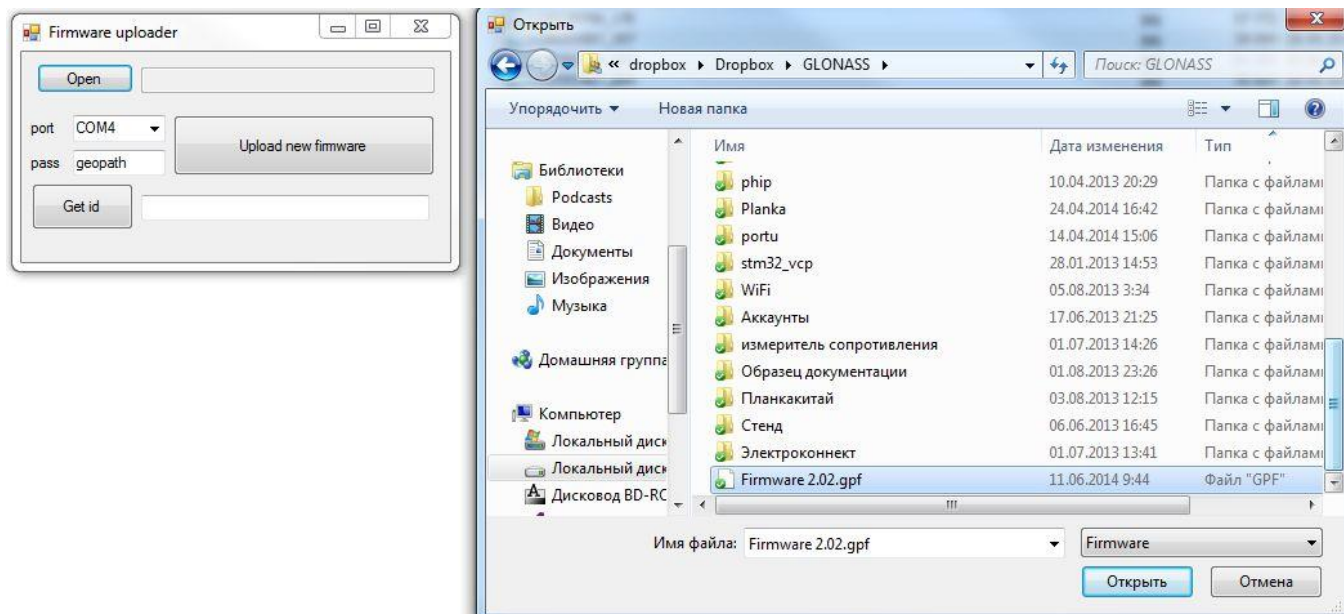 Firmware uploader
Open
port COM4
Upload new firmware
pass geopath
Get id
Открыть
« dropbox ▸ Dropbox ▸ GLONASS ▸ Поиск: GLONASS
Упорядочить ▾ Новая папка
Имя Дата изменения Тип
Библиотеки
Podcasts
Видео
Документы
Изображения
Музыка
Домашняя группа
Компьютер
Локальный диск
Локальный диск
Дисковод BD-RO
phip 10.04.2013 20:29 Папка с файлами
Planka 24.04.2014 16:42 Папка с файлами
portu 14.04.2014 15:06 Папка с файлами
stm32_vcp 28.01.2013 14:53 Папка с файлами
WiFi 05.08.2013 3:34 Папка с файлами
Аккаунты 17.06.2013 21:25 Папка с файлами
измеритель сопротивления 01.07.2013 14:26 Папка с файлами
Образец документации 01.08.2013 23:26 Папка с файлами
Планкакитай 03.08.2013 12:15 Папка с файлами
Стенд 06.06.2013 16:45 Папка с файлами
Электроконнект 01.07.2013 13:41 Папка с файлами
Firmware 2.02.gpf 11.06.2014 9:44 Файл "GPF"
Имя файла: Firmware 2.02.gpf Firmware
Открыть Отмена